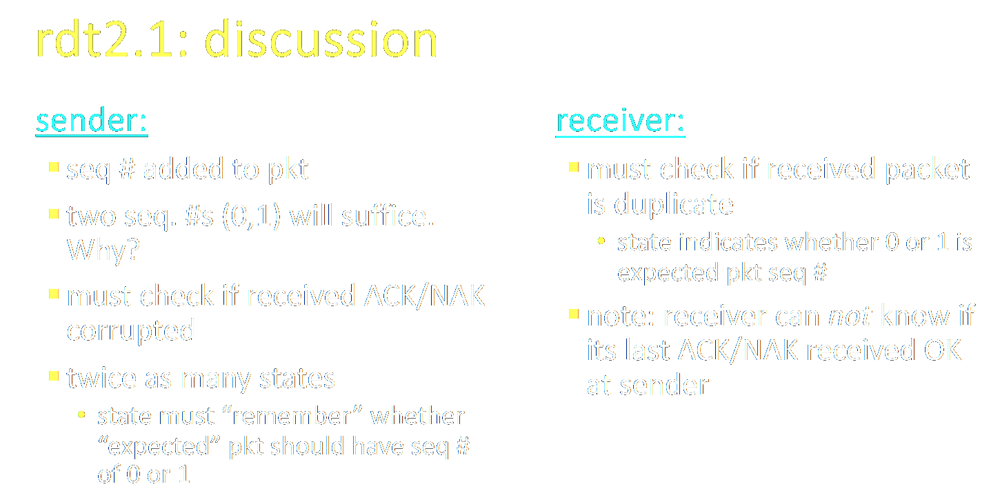 rdt2.1: discussion
sender:
▪ seq # added to pkt
▪ two seq. #s (0,1) will suffice.
Why?
▪ must check if received ACK/NAK
corrupted
▪ twice as many states
• state must “remember” whether
“expected” pkt should have seq #
of 0 or 1
receiver:
▪ must check if received packet
is duplicate
• state indicates whether 0 or 1 is
expected pkt seq #
▪ note: receiver can not know if
its last ACK/NAK received OK
at sender